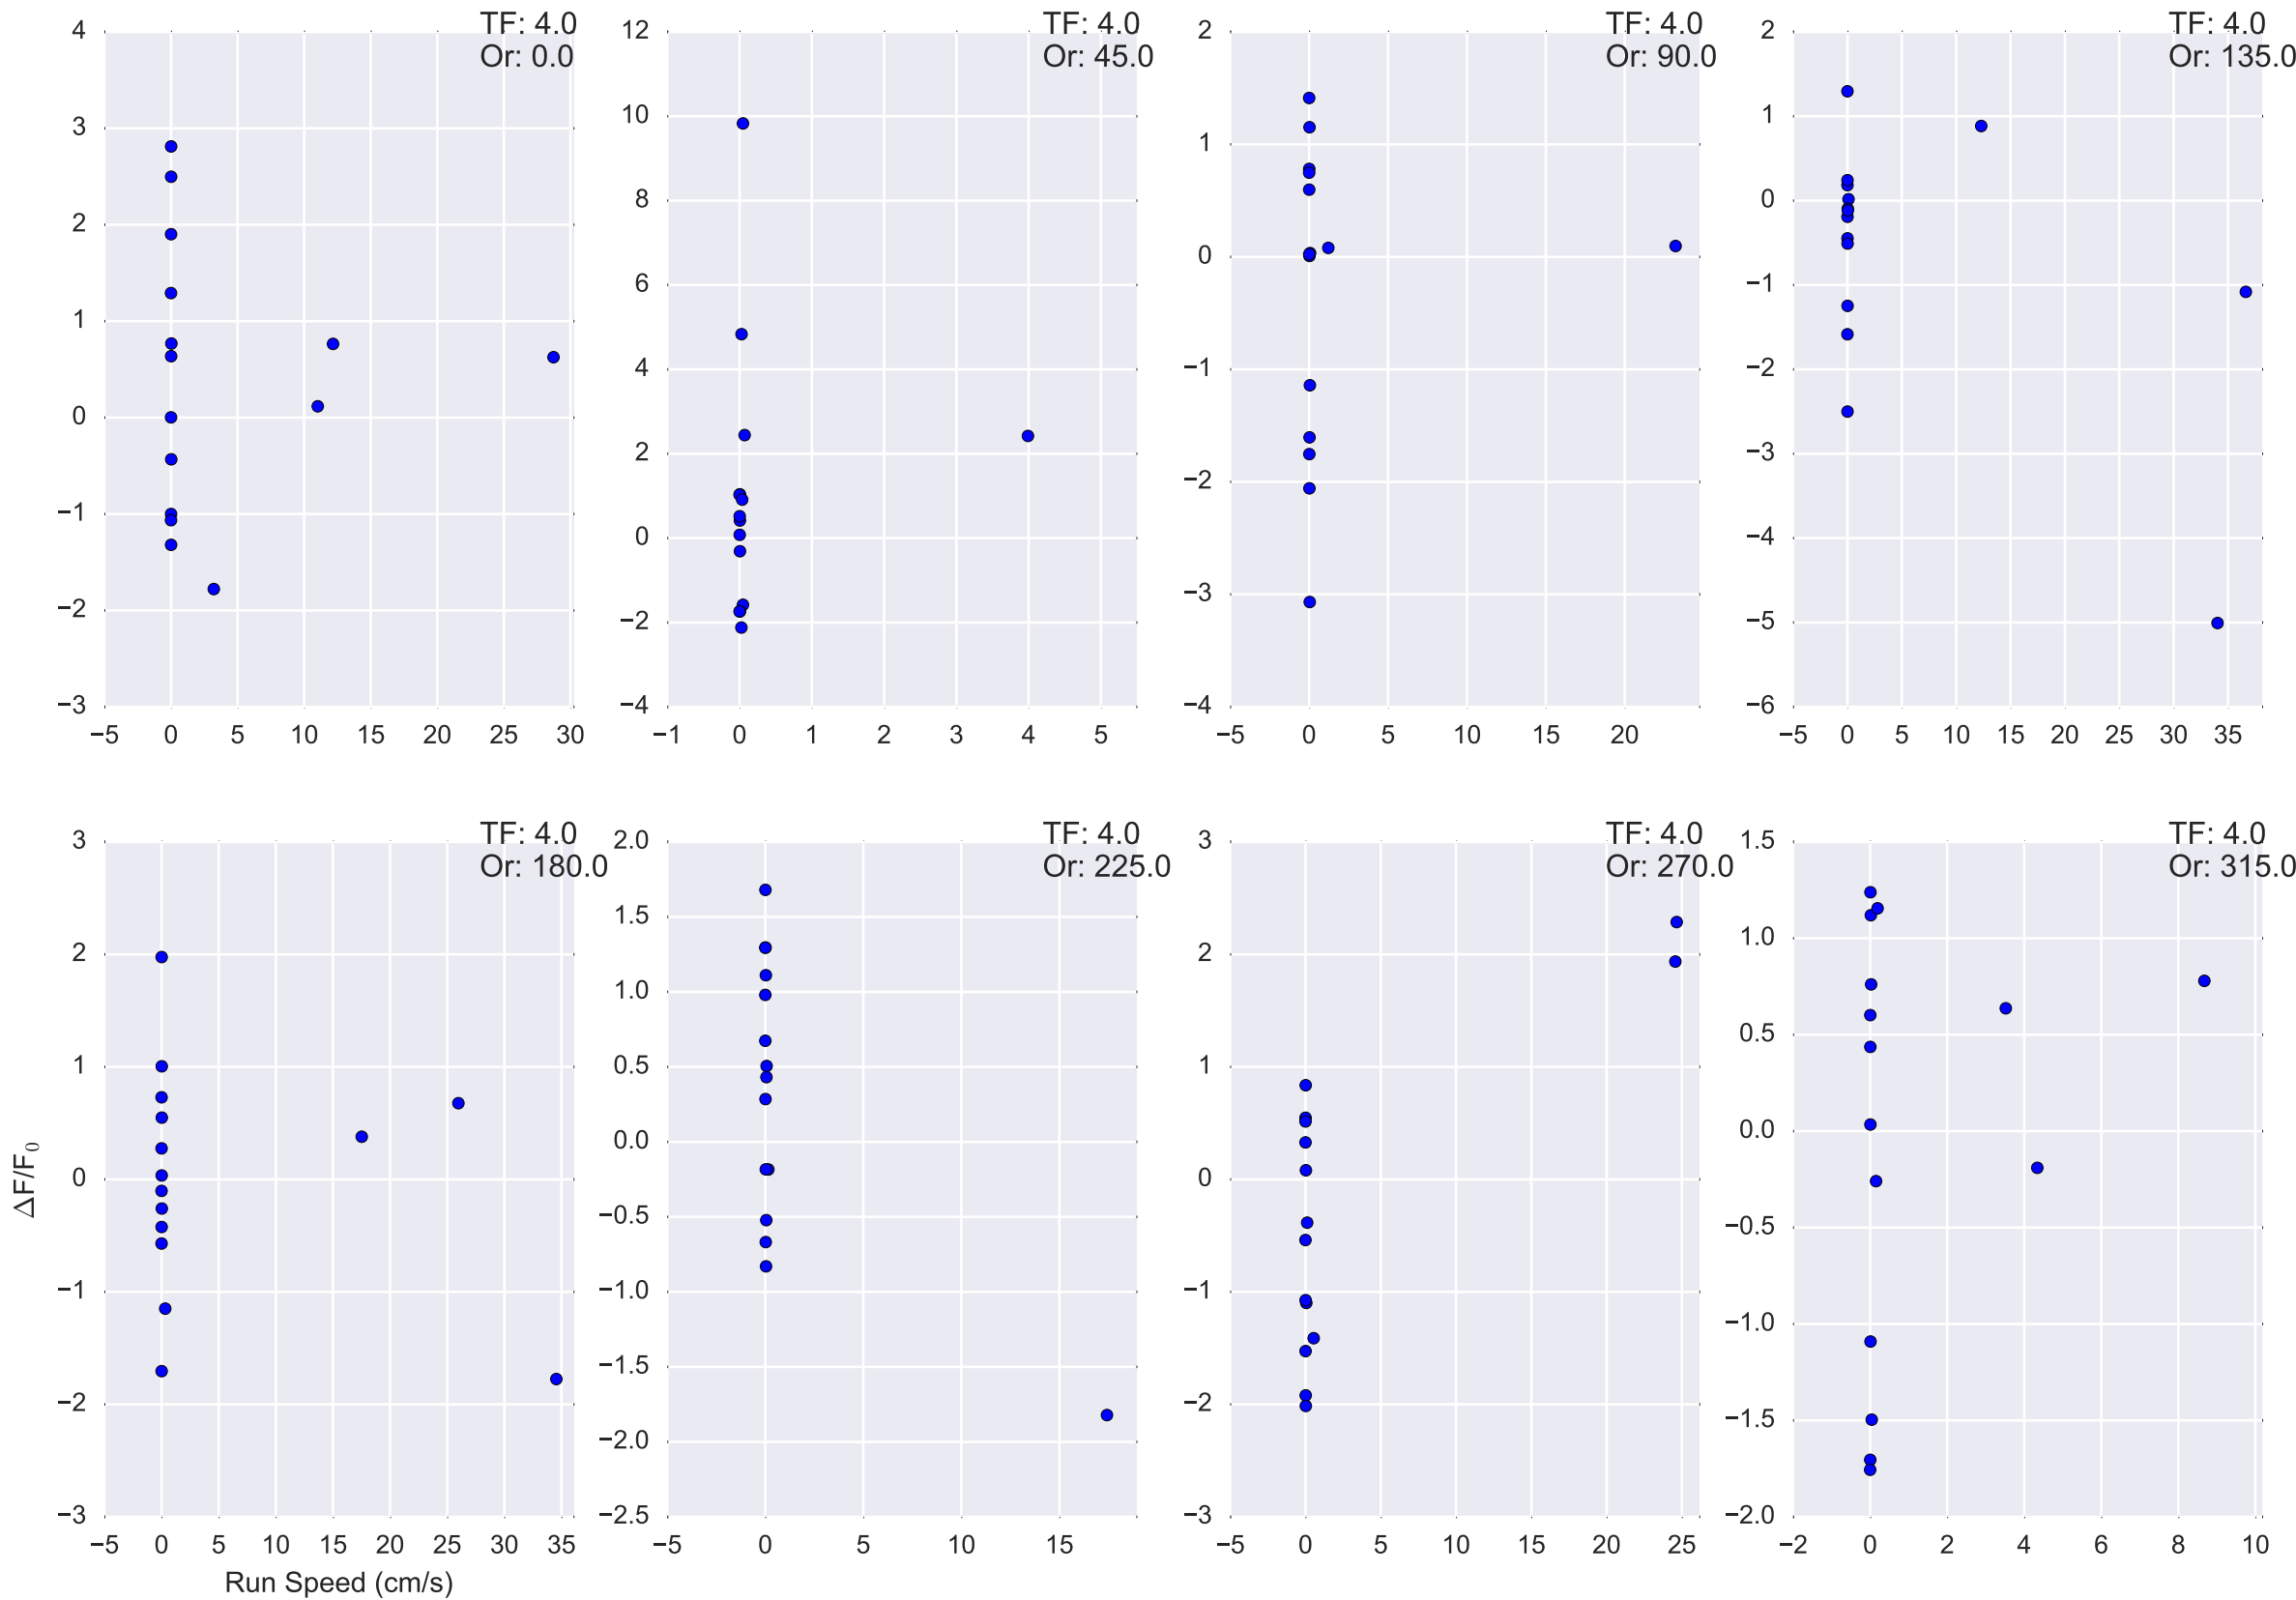 TF: 4.0
Or: 0.0
4
3
2
1
0
−1
−2
−3
−5 0 5 10 15 20 25 30
TF: 4.0
Or: 45.0
12
10
8
6
4
2
0
−2
−4
−1 0 1 2 3 4 5
TF: 4.0
Or: 90.0
2
1
0
−1
−2
−3
−4
−5 0 5 10 15 20
TF: 4.0
Or: 135.0
2
1
0
−1
−2
−3
−4
−5
−6
−5 0 5 10 15 20 25 30 35
TF: 4.0
Or: 180.0
3
2
1
0
−1
−2
−3
−5 0 5 10 15 20 25 30 35
ΔF/F₀
Run Speed (cm/s)
TF: 4.0
Or: 225.0
2.0
1.5
1.0
0.5
0.0
−0.5
−1.0
−1.5
−2.0
−2.5
−5 0 5 10 15
TF: 4.0
Or: 270.0
3
2
1
0
−1
−2
−3
−5 0 5 10 15 20 25
TF: 4.0
Or: 315.0
1.5
1.0
0.5
0.0
−0.5
−1.0
−1.5
−2.0
−2 0 2 4 6 8 10